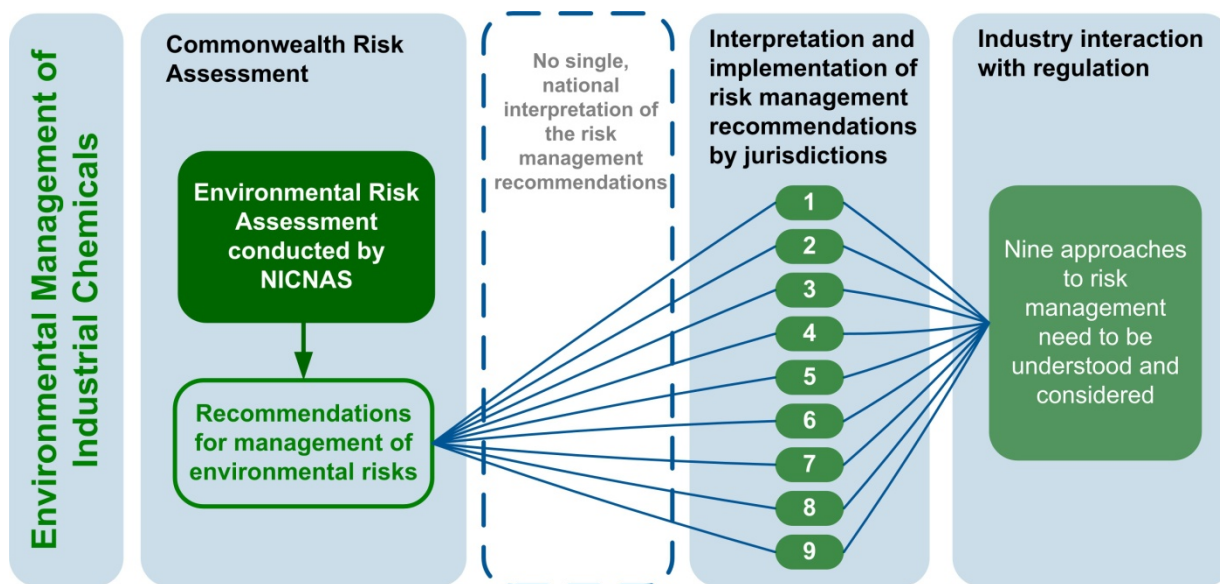 Environmental Management of
Industrial Chemicals
Commonwealth Risk
Assessment
Environmental Risk
Assessment
conducted by
NICNAS
Recommendations
for management of
environmental risks
No single,
national
interpretation of
the risk
management
recommendations
Interpretation and
implementation of
risk management
recommendations
by jurisdictions
1
2
3
4
5
6
7
8
9
Industry interaction
with regulation
Nine approaches
to risk
management
need to be
understood and
considered